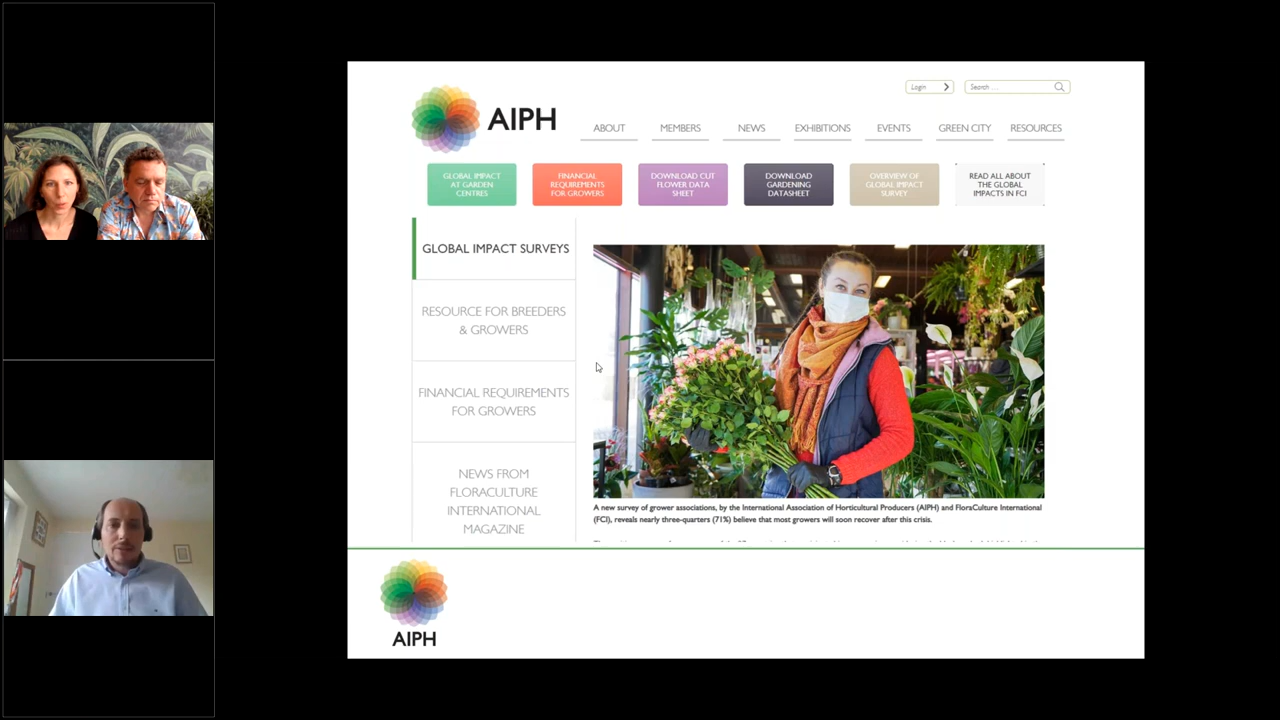 Login
Search ...
AIPH
ABOUT
MEMBERS
NEWS
EXHIBITIONS
EVENTS
GREEN CITY
RESOURCES
GLOBAL IMPACT
AT GARDEN
CENTRES
FINANCIAL
REQUIREMENTS
FOR GROWERS
DOWNLOAD CUT
FLOWER DATA
SHEET
DOWNLOAD
GARDENING
DATASHEET
OVERVIEW OF
GLOBAL IMPACT
SURVEY
READ ALL ABOUT
THE GLOBAL
IMPACTS IN FCI
GLOBAL IMPACT SURVEYS
RESOURCE FOR BREEDERS
& GROWERS
FINANCIAL REQUIREMENTS
FOR GROWERS
NEWS FROM
FLORACULTURE
INTERNATIONAL
MAGAZINE
A new survey of grower associations, by the International Association of Horticultural Producers (AIPH) and FloraCulture International
(FCI), reveals nearly three-quarters (71%) believe that most growers will soon recover after this crisis.
AIPH